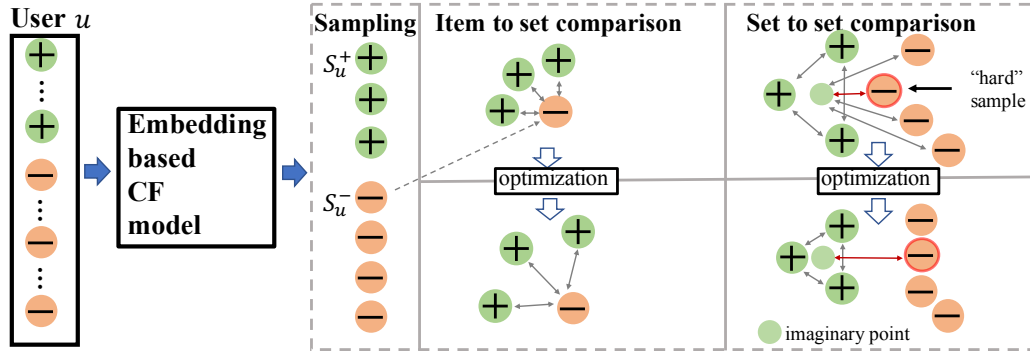 User u
Sampling
Item to set comparison
Set to set comparison
S_u^+
"hard"
sample
Embedding
based
CF
model
optimization
optimization
S_u^-
imaginary point